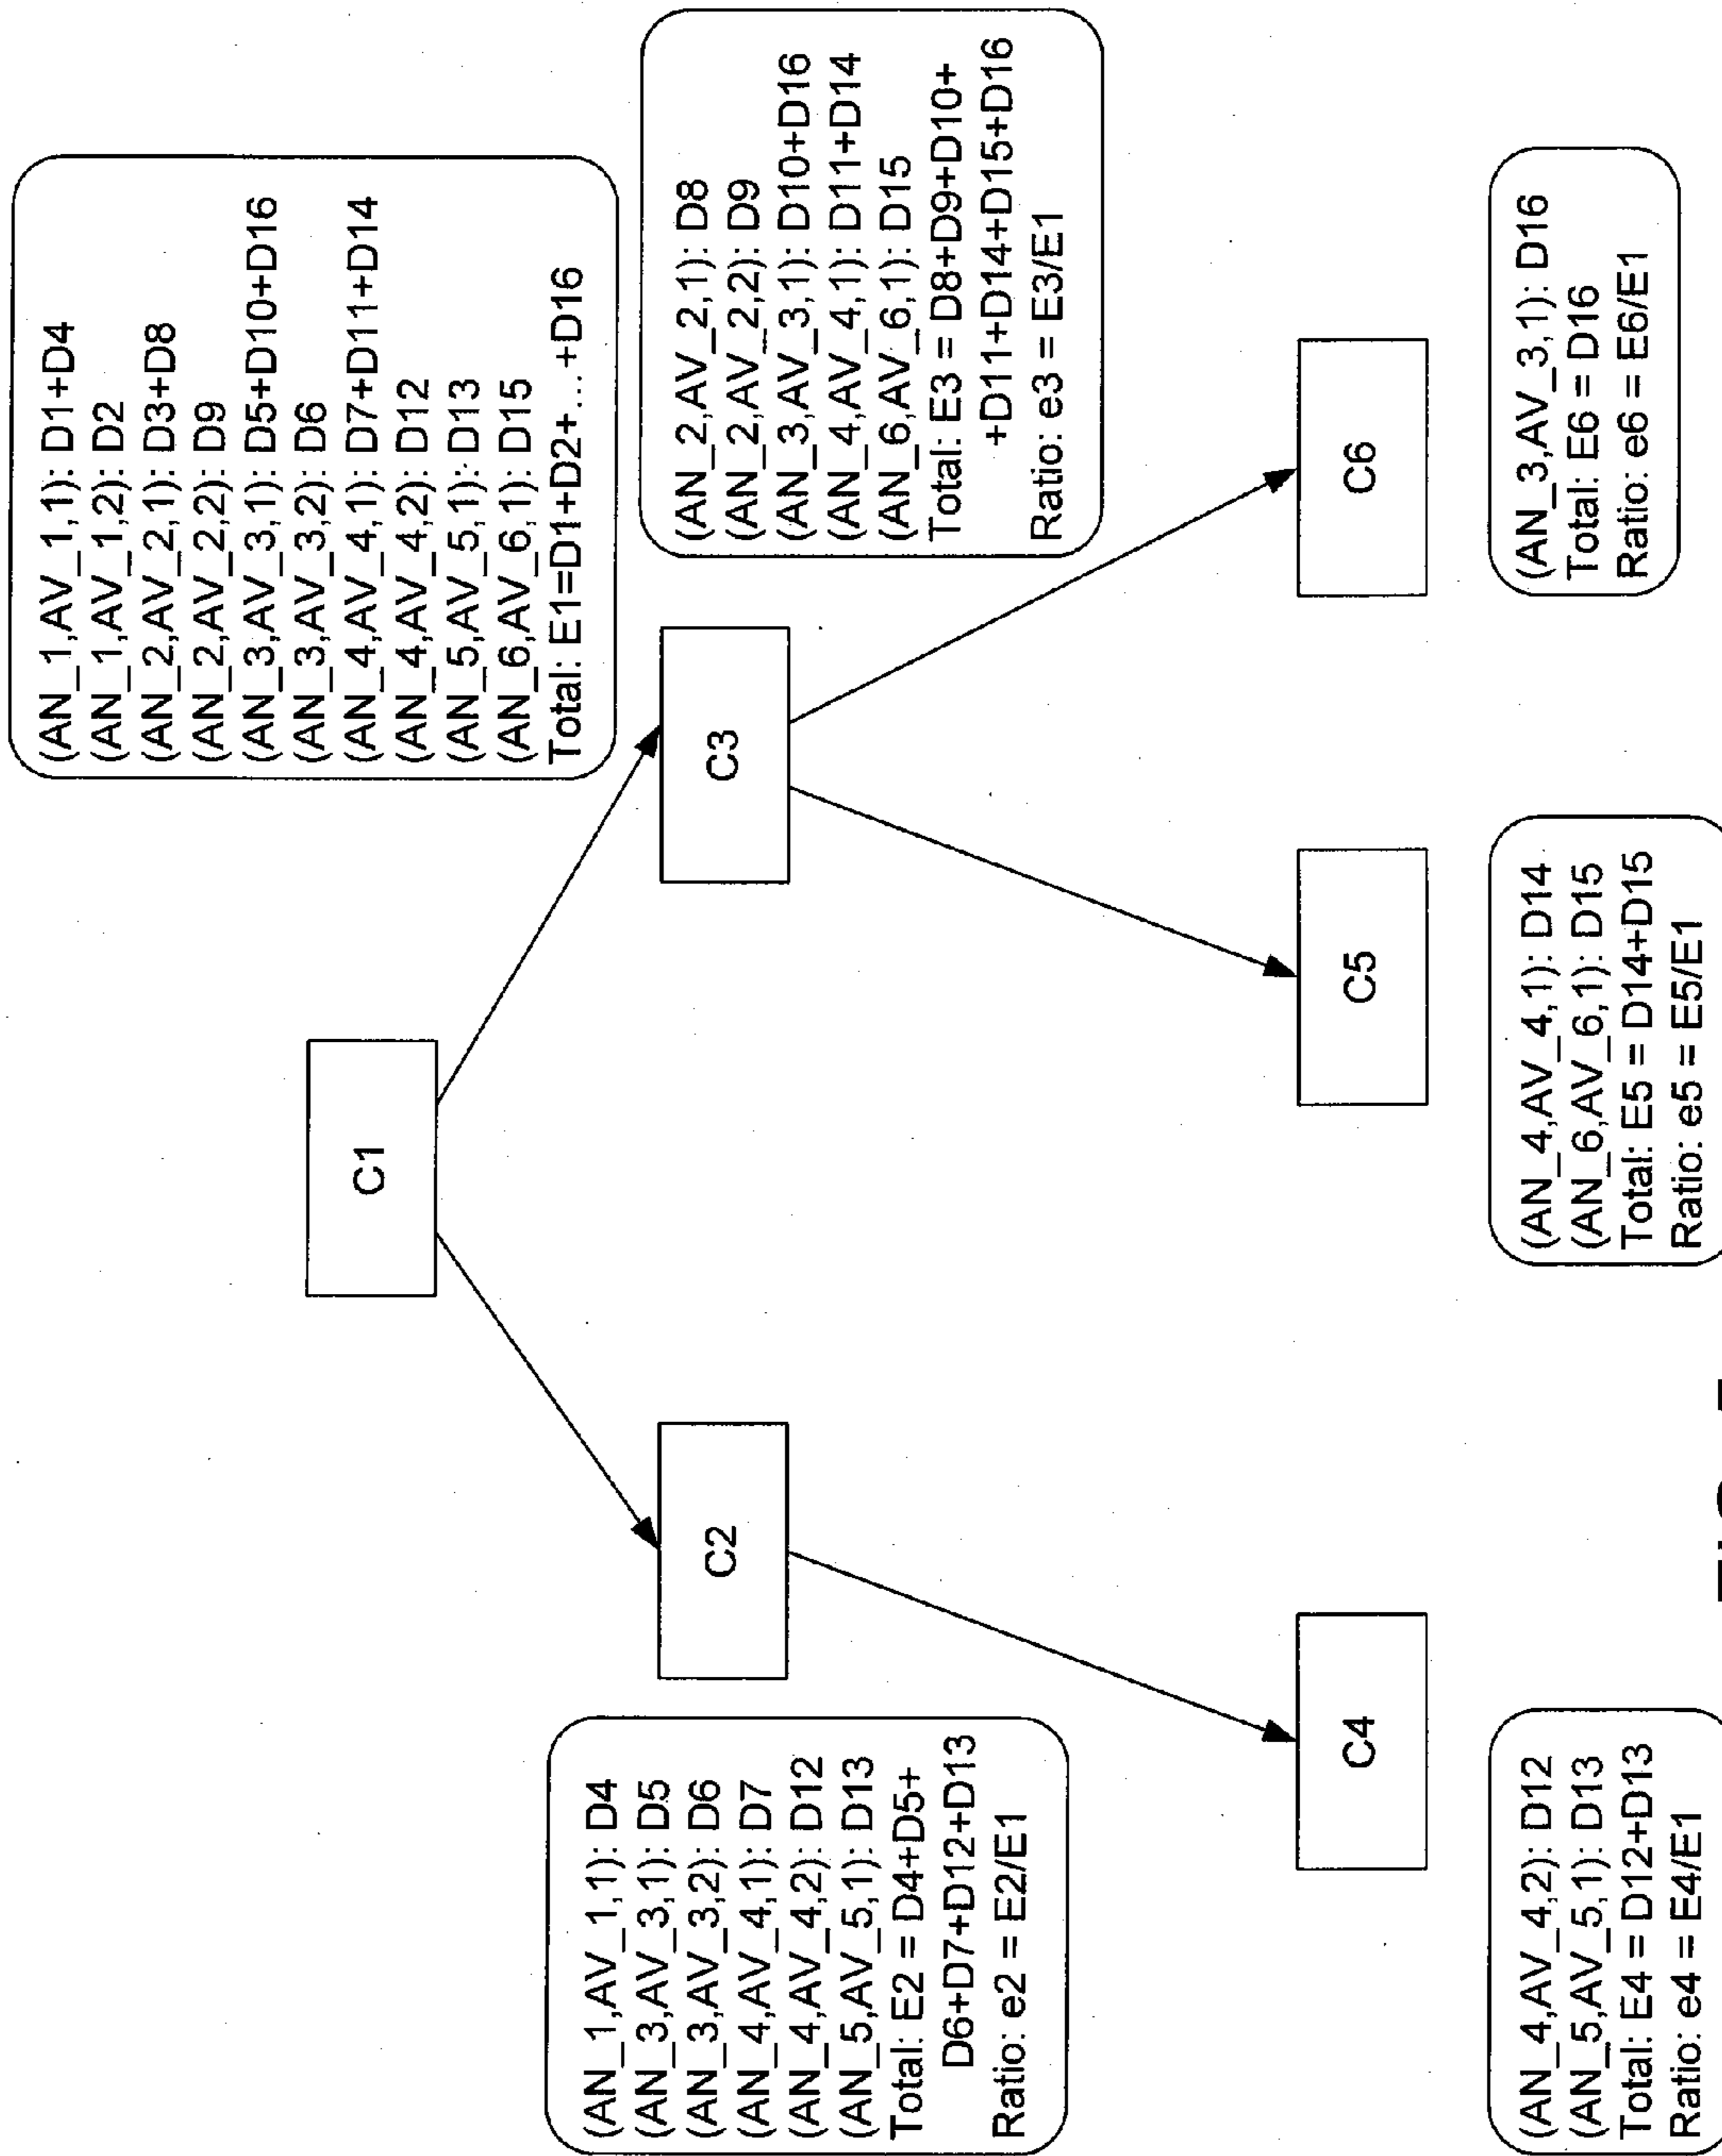 C1
(AN_1,AV_1,1): D1+D4
(AN_1,AV_1,2): D2
(AN_2,AV_2,1): D3+D8
(AN_2,AV_2,2): D9
(AN_3,AV_3,1): D5+D10+D16
(AN_3,AV_3,2): D6
(AN_4,AV_4,1): D7+D11+D14
(AN_4,AV_4,2): D12
(AN_5,AV_5,1): D13
(AN_6,AV_6,1): D15
Total: E1=D1+D2+...+D16
(AN_1,AV_1,1): D4
(AN_3,AV_3,1): D5
(AN_3,AV_3,2): D6
(AN_4,AV_4,1): D7
(AN_4,AV_4,2): D12
(AN_5,AV_5,1): D13
Total: E2 = D4+D5+
D6+D7+D12+D13
Ratio: e2 = E2/E1
C2
C3
(AN_2,AV_2,1): D8
(AN_2,AV_2,2): D9
(AN_3,AV_3,1): D10+D16
(AN_4,AV_4,1): D11+D14
(AN_6,AV_6,1): D15
Total: E3 = D8+D9+D10+
+D11+D14+D15+D16
Ratio: e3 = E3/E1
C4
C5
C6
(AN_4,AV_4,2): D12
(AN_5,AV_5,1): D13
Total: E4 = D12+D13
Ratio: e4 = E4/E1
(AN_4,AV_4,1): D14
(AN_6,AV_6,1): D15
Total: E5 = D14+D15
Ratio: e5 = E5/E1
(AN_3,AV_3,1): D16
Total: E6 = D16
Ratio: e6 = E6/E1